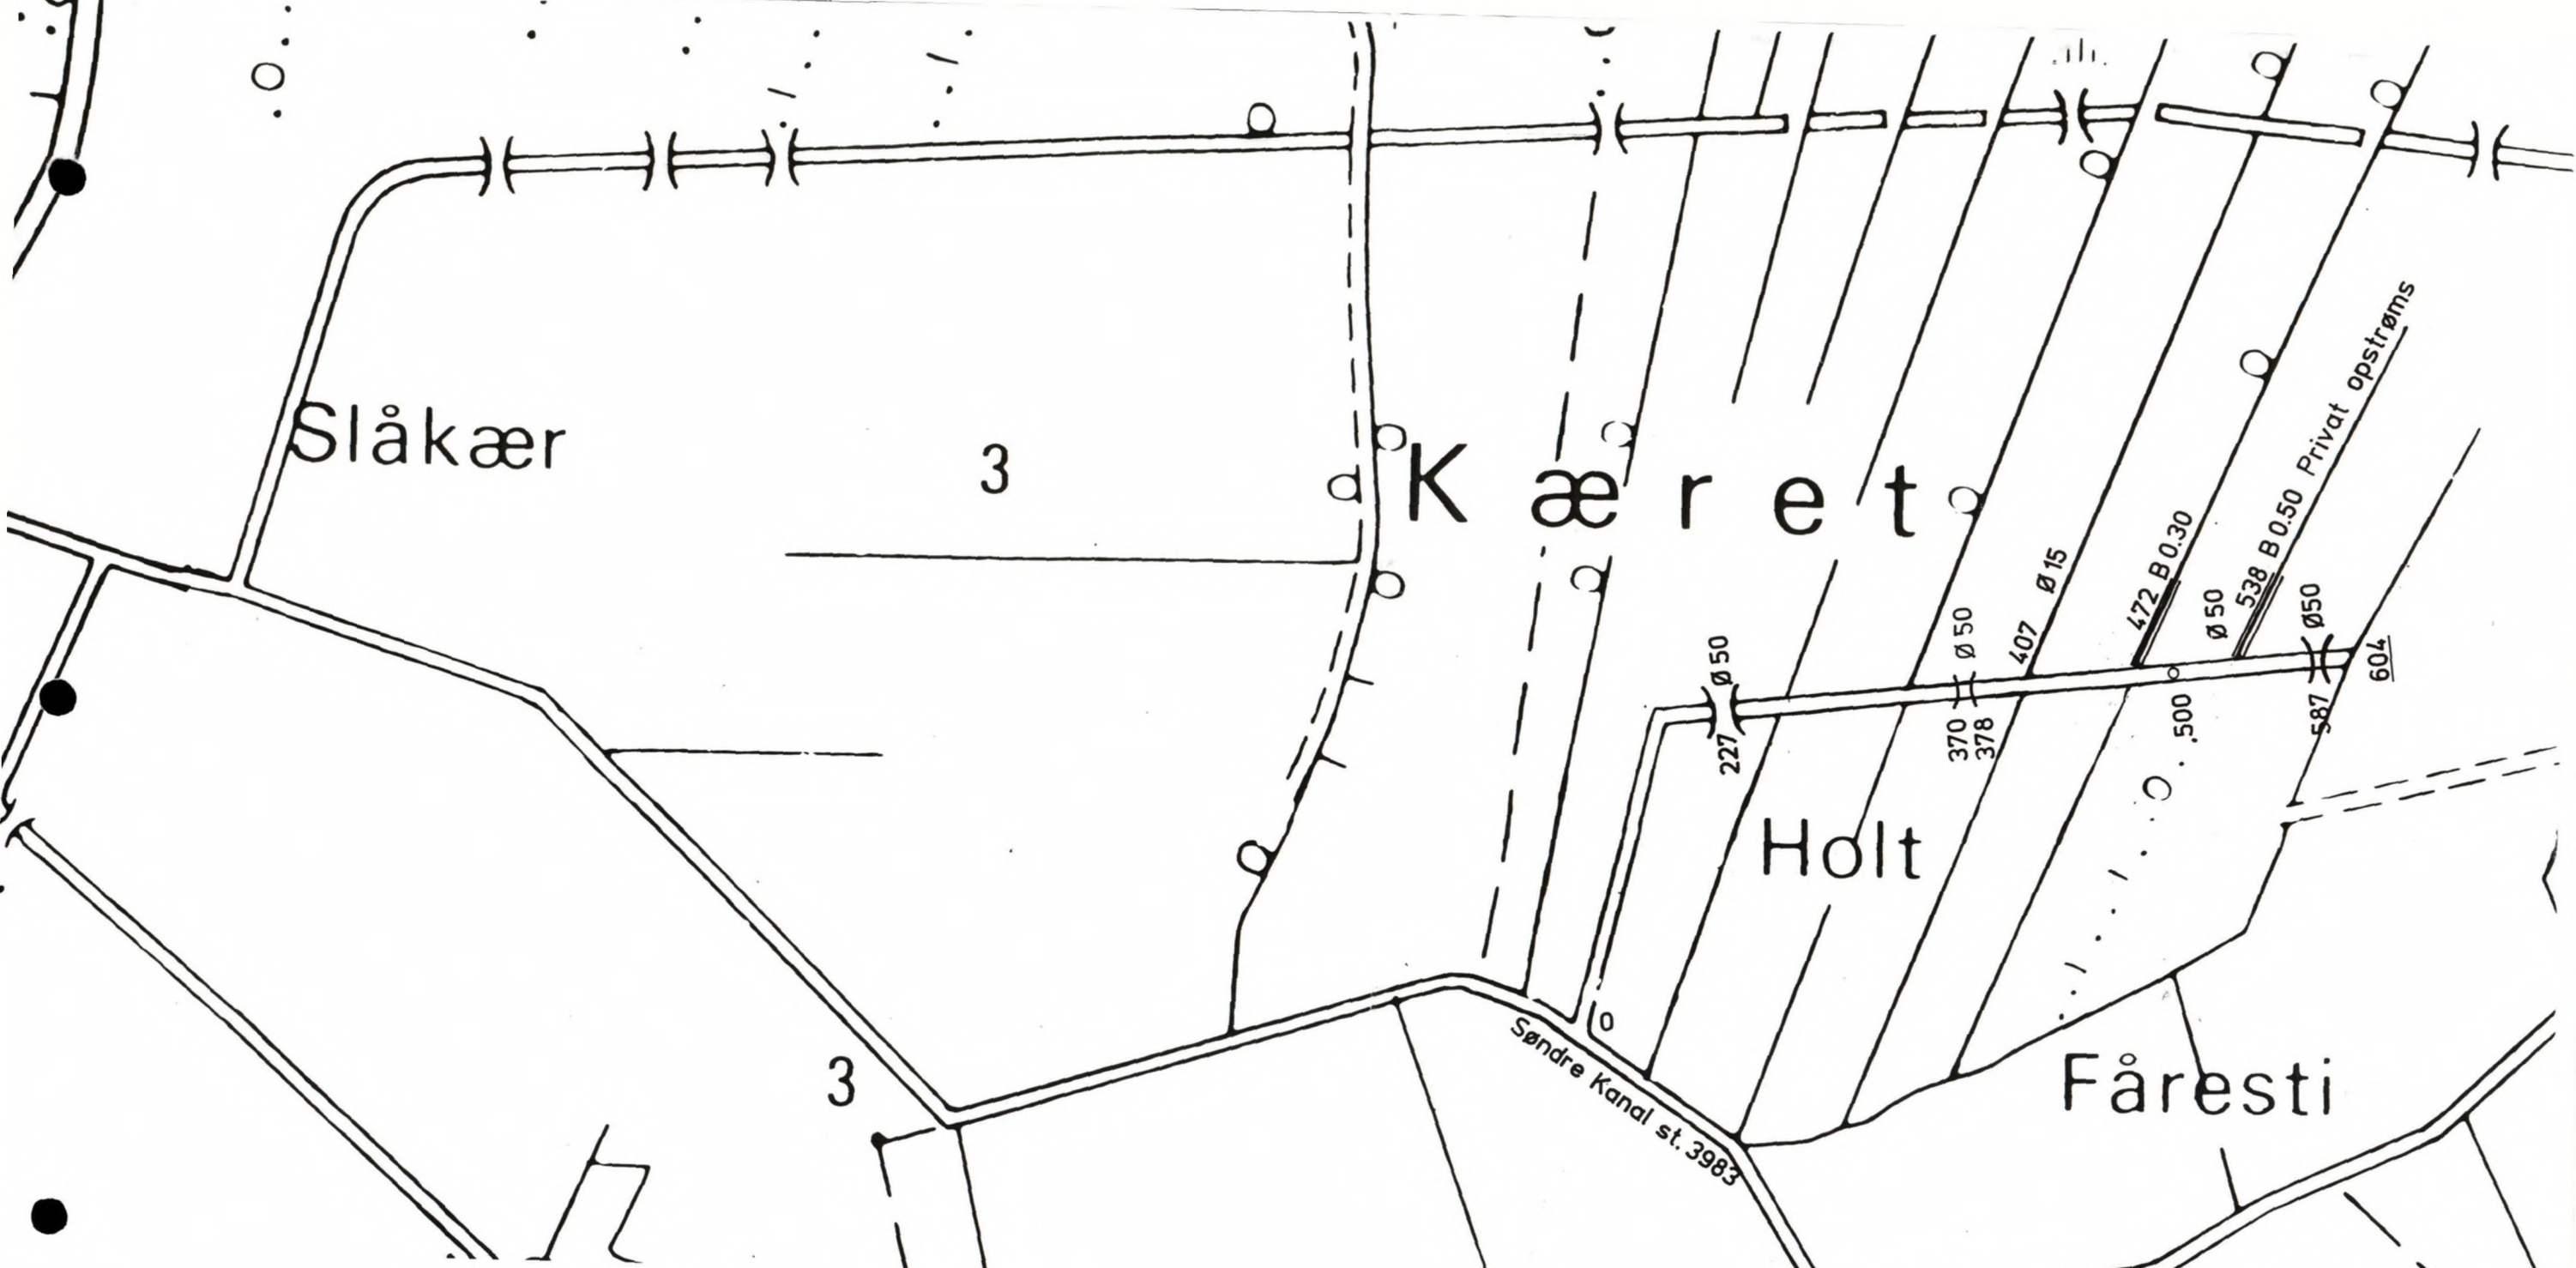 Slåkær
3
Kæret
Privat opstrøms
472 B 0.30
538 B 0.50
Ø 15
407
Ø 50
Ø 50
Ø 50
Ø50
604
227
370
378
500
587
Holt
0
Søndre Kanal st. 3983
3
Fåresti